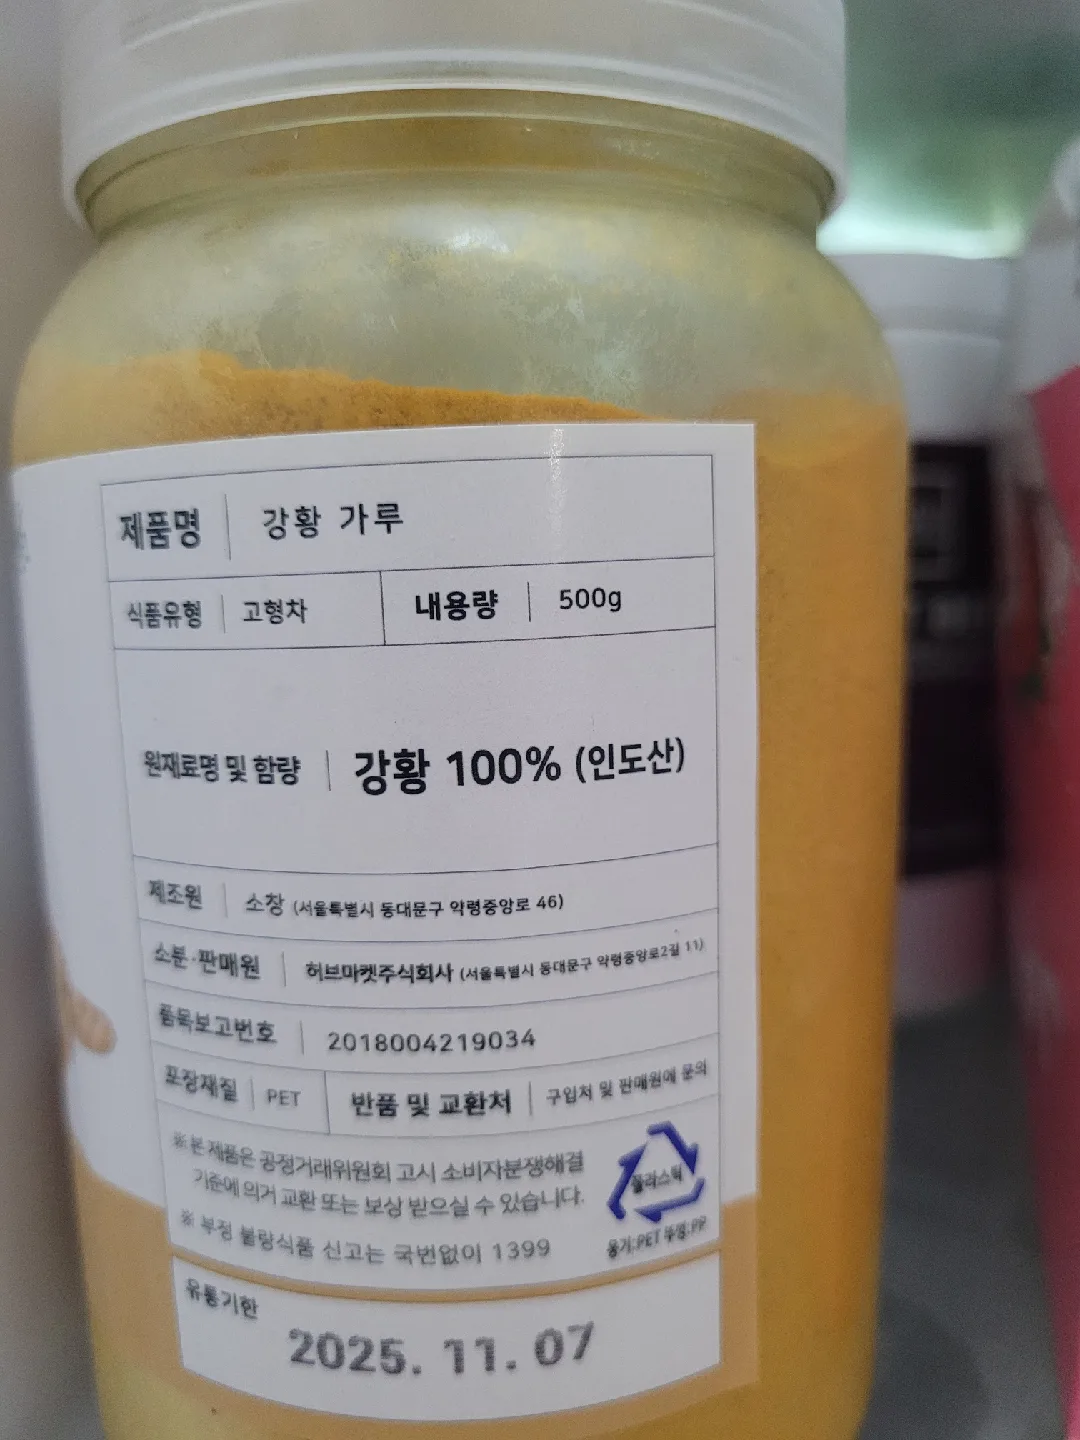 제품명 강황 가루
식품유형 고형차 내용량 500g
원재료명 및 함량 강황 100% (인도산)
제조원 소창 (서울특별시 동대문구 약령중앙로 46)
소분·판매원 허브마켓주식회사 (서울특별시 동대문구 약령중앙로2길 11)
품목보고번호 2018004219034
포장재질 PET 반품 및 교환처 구입처 및 판매원에 문의
※ 본 제품은 공정거래위원회 고시 소비자분쟁해결
기준에 의거 교환 또는 보상 받으실 수 있습니다.
※ 부정 불량식품 신고는 국번없이 1399
플라스틱
용기:PET 뚜껑:PP
유통기한
2025. 11. 07